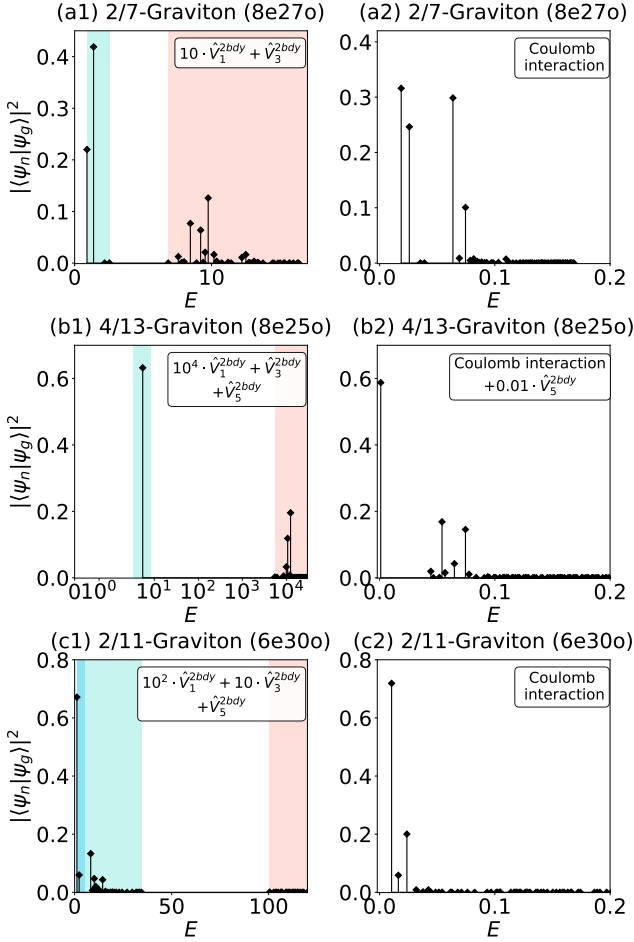 (a1) 2/7-Graviton (8e27o)
(a2) 2/7-Graviton (8e27o)
|⟨ψn|ψg⟩|²
0.4
0.3
0.2
0.1
0.0
0
10
E
10 · V̂₁²ᵇᵈʸ + V̂₃²ᵇᵈʸ
0.4
0.3
0.2
0.1
0.0
0.0
0.1
0.2
E
Coulomb
interaction
(b1) 4/13-Graviton (8e25o)
(b2) 4/13-Graviton (8e25o)
|⟨ψn|ψg⟩|²
0.6
0.4
0.2
0.0
0
10⁰
10¹
10²
10³
10⁴
E
10⁴ · V̂₁²ᵇᵈʸ + V̂₃²ᵇᵈʸ
+V̂₅²ᵇᵈʸ
0.6
0.4
0.2
0.0
0.0
0.1
0.2
E
Coulomb interaction
+0.01 · V̂₅²ᵇᵈʸ
(c1) 2/11-Graviton (6e30o)
(c2) 2/11-Graviton (6e30o)
|⟨ψn|ψg⟩|²
0.8
0.6
0.4
0.2
0.0
0
50
100
E
10² · V̂₁²ᵇᵈʸ + 10 · V̂₃²ᵇᵈʸ
+V̂₅²ᵇᵈʸ
0.8
0.6
0.4
0.2
0.0
0.0
0.1
0.2
E
Coulomb
interaction